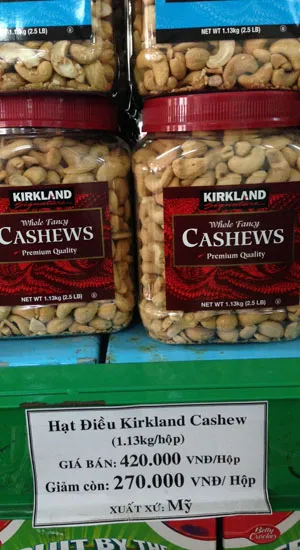 NET WT 1.13kg (2.5 LB)
NET WT 1.13kg (2.5 LB)
KIRKLAND
Signature
Whole Fancy
CASHEWS
Premium Quality
NET WT 1.13kg (2.5 LB)
KIRKLAND
Signature
Whole Fancy
CASHEWS
Premium Quality
NET WT 1.13kg (2.5 LB)
Hạt Điều Kirkland Cashew
(1.13kg/hộp)
GIÁ BÁN: 420.000 VNĐ/Hộp
Giảm còn: 270.000 VNĐ/ Hộp
XUẤT XỨ: Mỹ
BY THE
Betty
Crocker